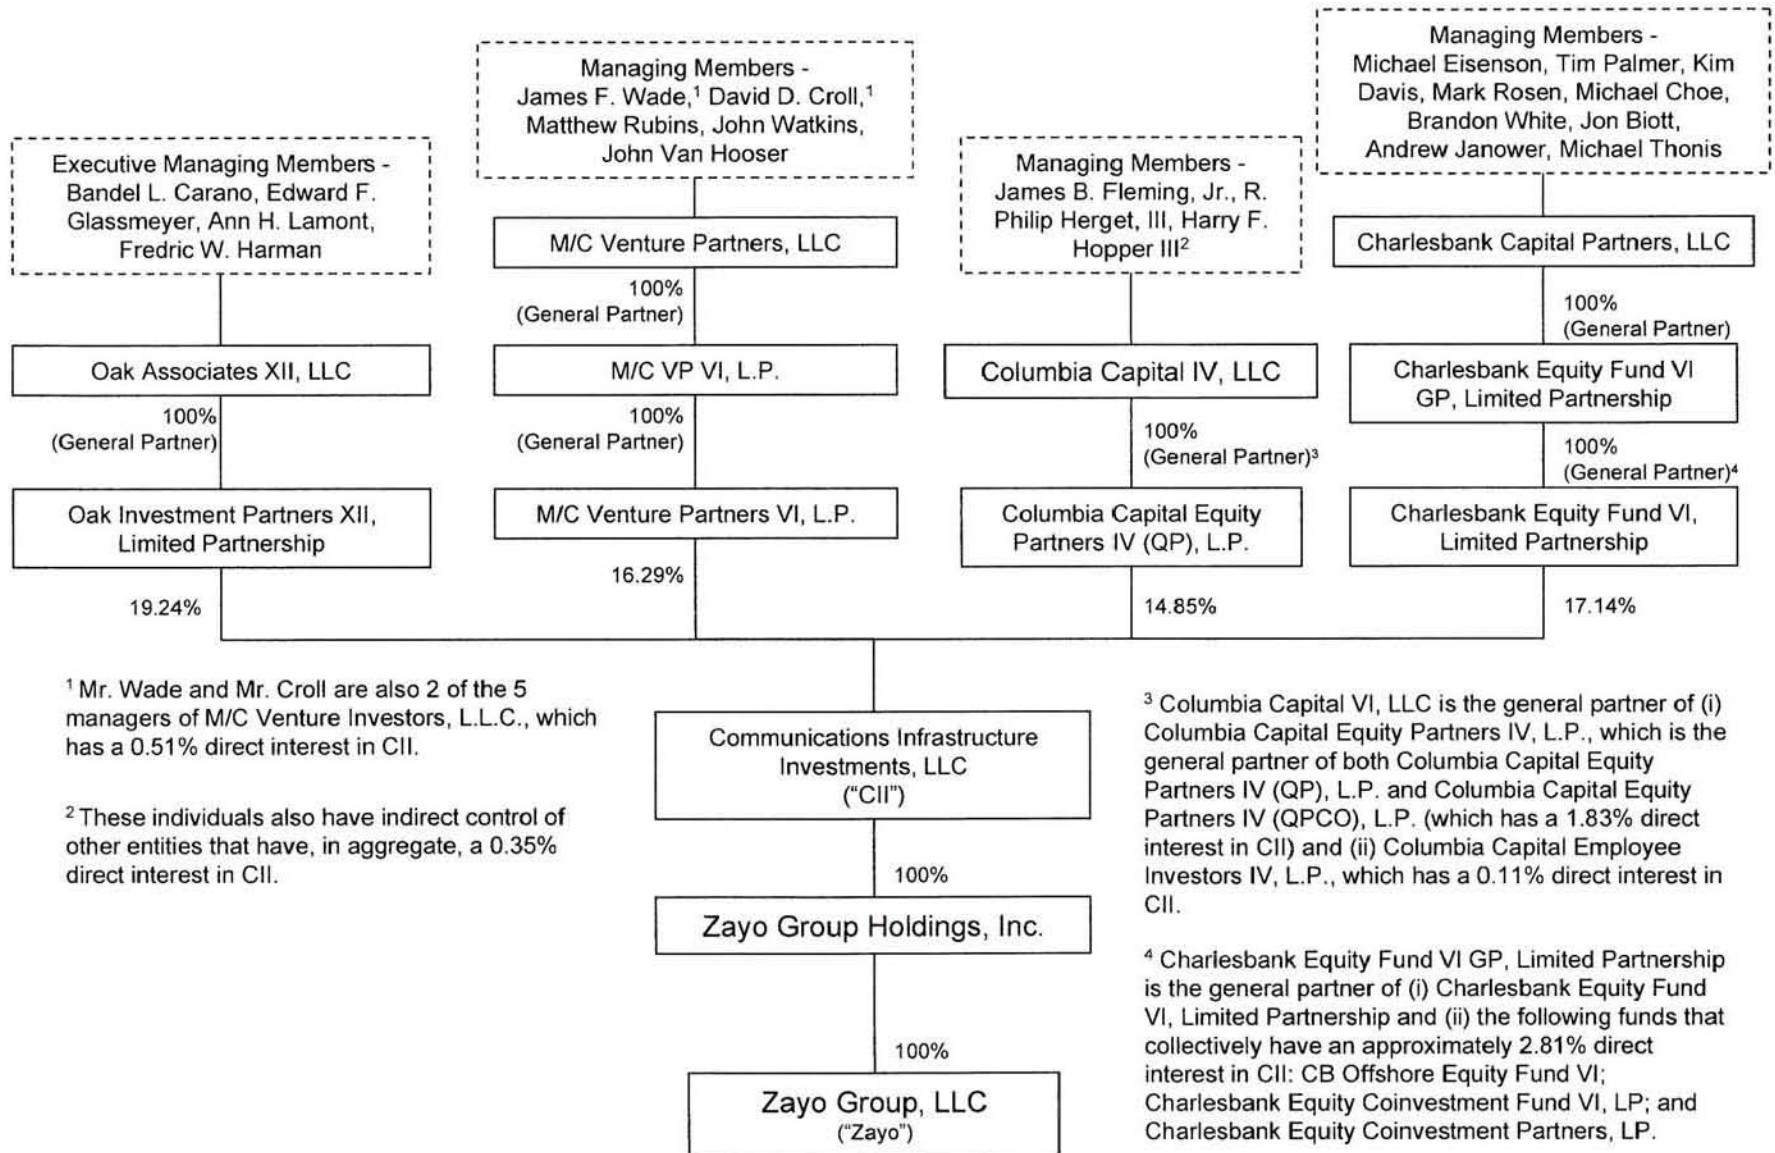 Executive Managing Members -
Bandel L. Carano, Edward F.
Glassmeyer, Ann H. Lamont,
Fredric W. Harman
Oak Associates XII, LLC
100%
(General Partner)
Oak Investment Partners XII,
Limited Partnership
19.24%
Managing Members -
James F. Wade,¹ David D. Croll,¹
Matthew Rubins, John Watkins,
John Van Hooser
M/C Venture Partners, LLC
100%
(General Partner)
M/C VP VI, L.P.
100%
(General Partner)
M/C Venture Partners VI, L.P.
16.29%
Managing Members -
James B. Fleming, Jr., R.
Philip Herget, III, Harry F.
Hopper III²
Columbia Capital IV, LLC
100%
(General Partner)³
Columbia Capital Equity
Partners IV (QP), L.P.
14.85%
Managing Members -
Michael Eisenson, Tim Palmer, Kim
Davis, Mark Rosen, Michael Choe,
Brandon White, Jon Biott,
Andrew Janower, Michael Thonis
Charlesbank Capital Partners, LLC
100%
(General Partner)
Charlesbank Equity Fund VI
GP, Limited Partnership
100%
(General Partner)⁴
Charlesbank Equity Fund VI,
Limited Partnership
17.14%
Communications Infrastructure
Investments, LLC
("CII")
100%
Zayo Group Holdings, Inc.
100%
Zayo Group, LLC
("Zayo")
¹ Mr. Wade and Mr. Croll are also 2 of the 5
managers of M/C Venture Investors, L.L.C., which
has a 0.51% direct interest in CII.
² These individuals also have indirect control of
other entities that have, in aggregate, a 0.35%
direct interest in CII.
³ Columbia Capital VI, LLC is the general partner of (i)
Columbia Capital Equity Partners IV, L.P., which is the
general partner of both Columbia Capital Equity
Partners IV (QP), L.P. and Columbia Capital Equity
Partners IV (QPCO), L.P. (which has a 1.83% direct
interest in CII) and (ii) Columbia Capital Employee
Investors IV, L.P., which has a 0.11% direct interest in
CII.
⁴ Charlesbank Equity Fund VI GP, Limited Partnership
is the general partner of (i) Charlesbank Equity Fund
VI, Limited Partnership and (ii) the following funds that
collectively have an approximately 2.81% direct
interest in CII: CB Offshore Equity Fund VI;
Charlesbank Equity Coinvestment Fund VI, LP; and
Charlesbank Equity Coinvestment Partners, LP.